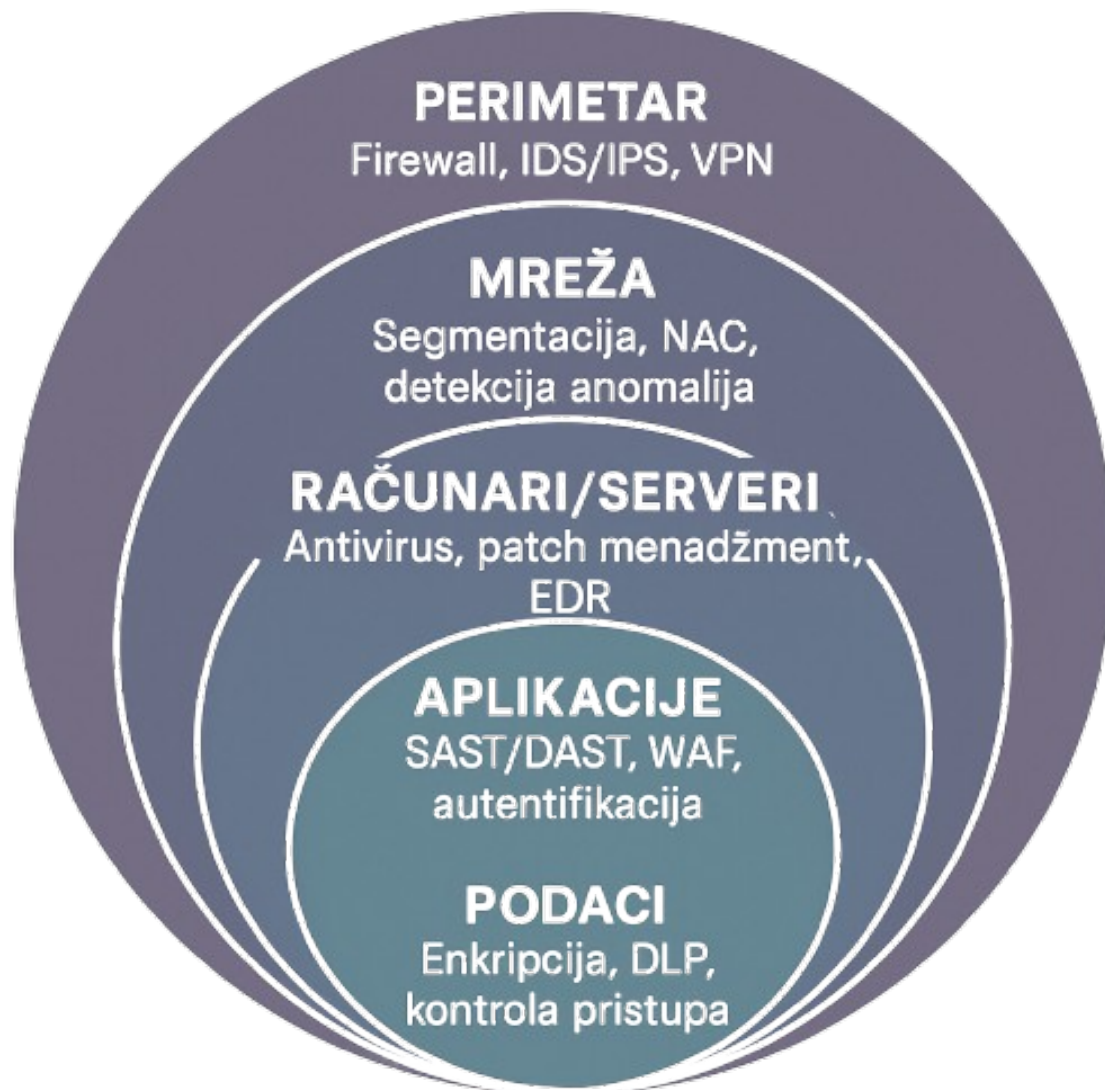 PERIMETAR
Firewall, IDS/IPS, VPN
MREŽA
Segmentacija, NAC,
detekcija anomalija
RAČUNARI/SERVERI
Antivirus, patch menadžment,
EDR
APLIKACIJE
SAST/DAST, WAF,
autentifikacija
PODACI
Enkripcija, DLP,
kontrola pristupa